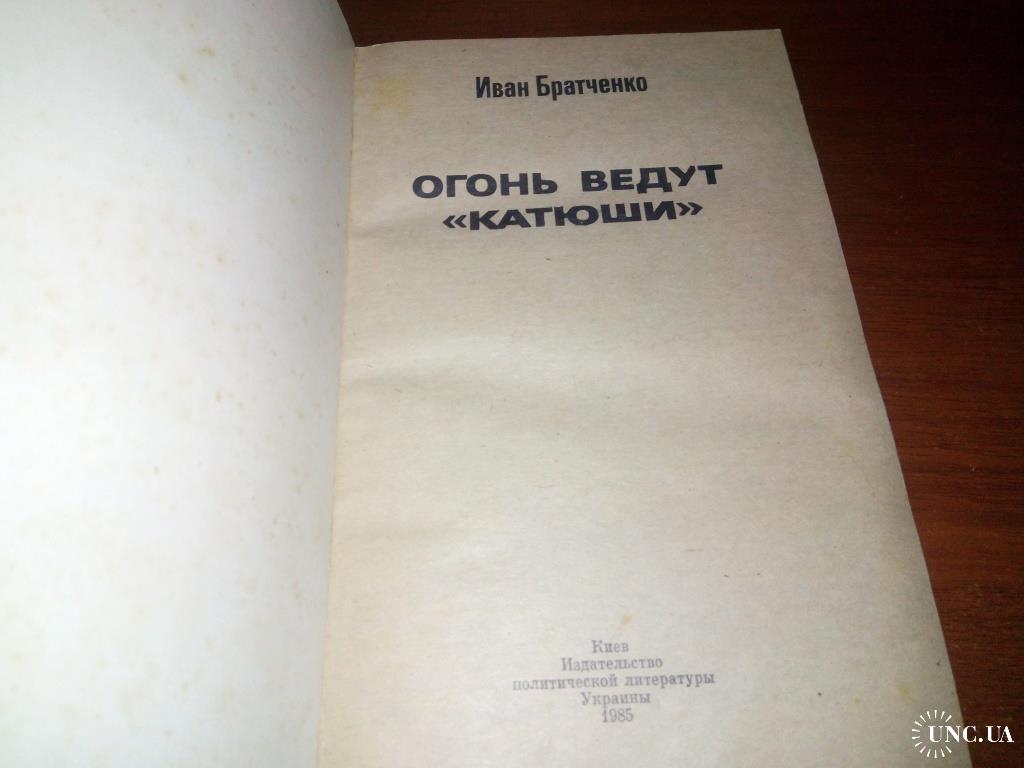 Иван Братченко
ОГОНЬ ВЕДУТ
«КАТЮШИ»
Киев
Издательство
политической литературы
Украины
1985
UNC.UA